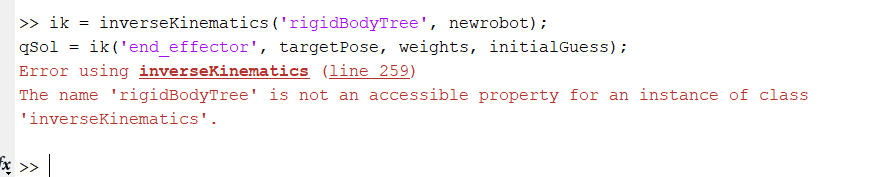 >> ik = inverseKinematics('rigidBodyTree', newrobot);
qSol = ik('end_effector', targetPose, weights, initialGuess);
Error using inverseKinematics (line 259)
The name 'rigidBodyTree' is not an accessible property for an instance of class
'inverseKinematics'.
fx >>